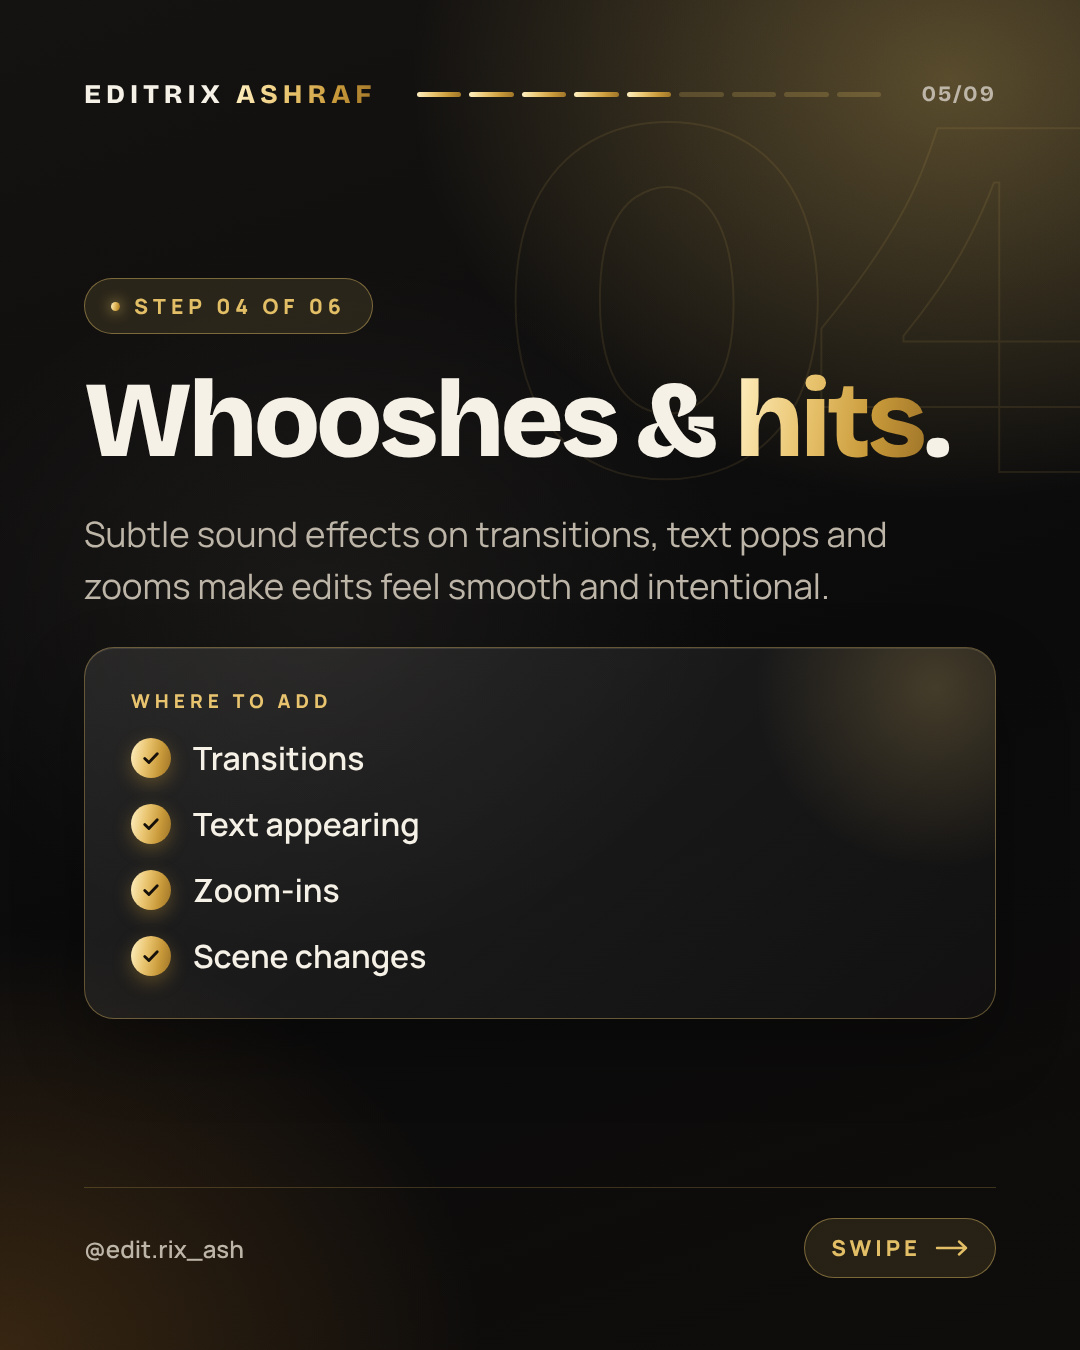 EDITRIX ASHRAF
05/09
04
STEP 04 OF 06
Whooshes & hits.
Subtle sound effects on transitions, text pops and
zooms make edits feel smooth and intentional.
WHERE TO ADD
Transitions
Text appearing
Zoom-ins
Scene changes
@edit.rix_ash
SWIPE →